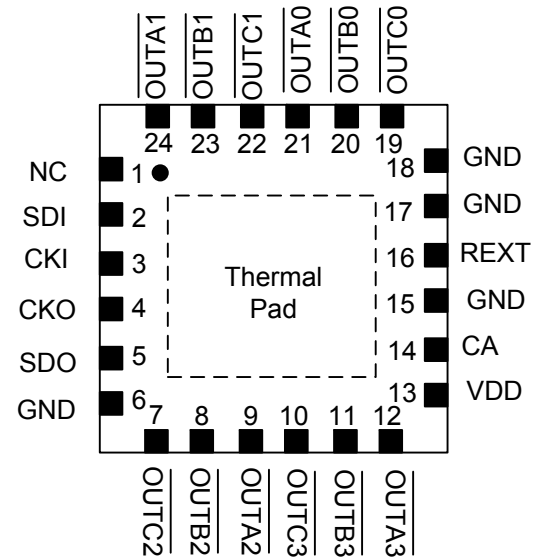 OUTA1
OUTB1
OUTC1
OUTA0
OUTB0
OUTC0
24 23 22 21 20 19
NC 1
SDI 2
CKI 3
CKO 4
SDO 5
GND 6
Thermal
Pad
18 GND
17 GND
16 REXT
15 GND
14 CA
13 VDD
7 8 9 10 11 12
OUTC2
OUTB2
OUTA2
OUTC3
OUTB3
OUTA3